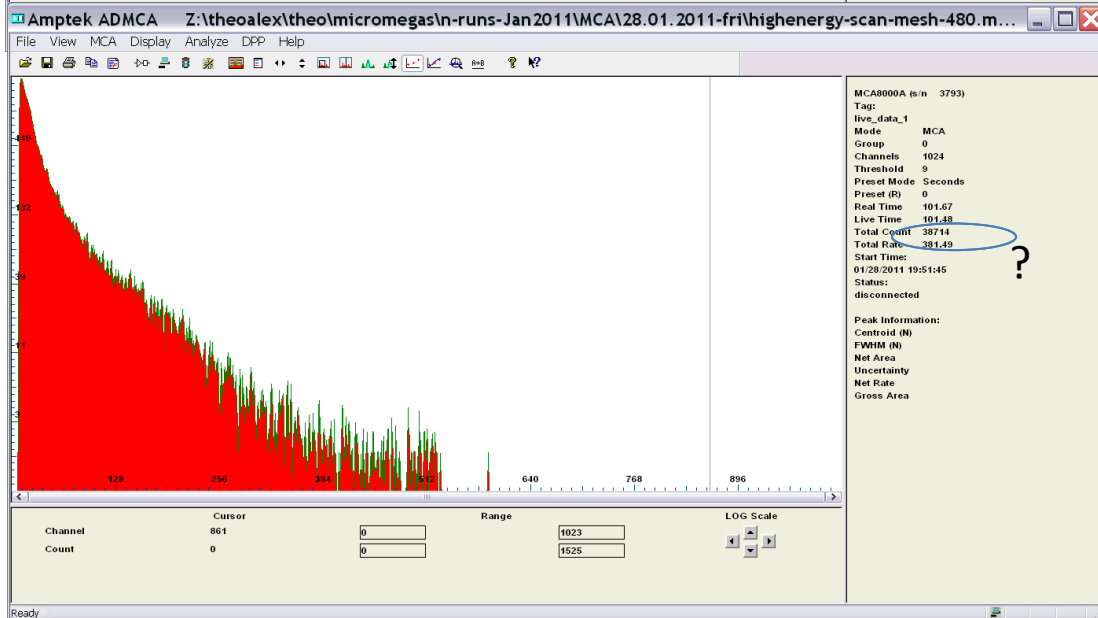 Amptek ADMCA Z:\theoalex\theo\micromegas\n-runs-Jan2011\MCA\28.01.2011-fri\highenergy-scan-mesh-480.m...
File View MCA Display Analyze DPP Help
A+B
MCA8000A (s/n 3793)
Tag:
live_data_1
Mode MCA
Group 0
Channels 1024
Threshold 9
Preset Mode Seconds
Preset (R) 0
Real Time 101.67
Live Time 101.48
Total Count 38714
Total Rate 381.49
?
Start Time:
01/28/2011 19:51:45
Status:
disconnected
Peak Information:
Centroid (N)
FWHM (N)
Net Area
Uncertainty
Net Rate
Gross Area
449
132
39
11
3
128 256 384 512 640 768 896
Cursor Range LOG Scale
Channel 861 0 1023
Count 0 0 1525
Ready